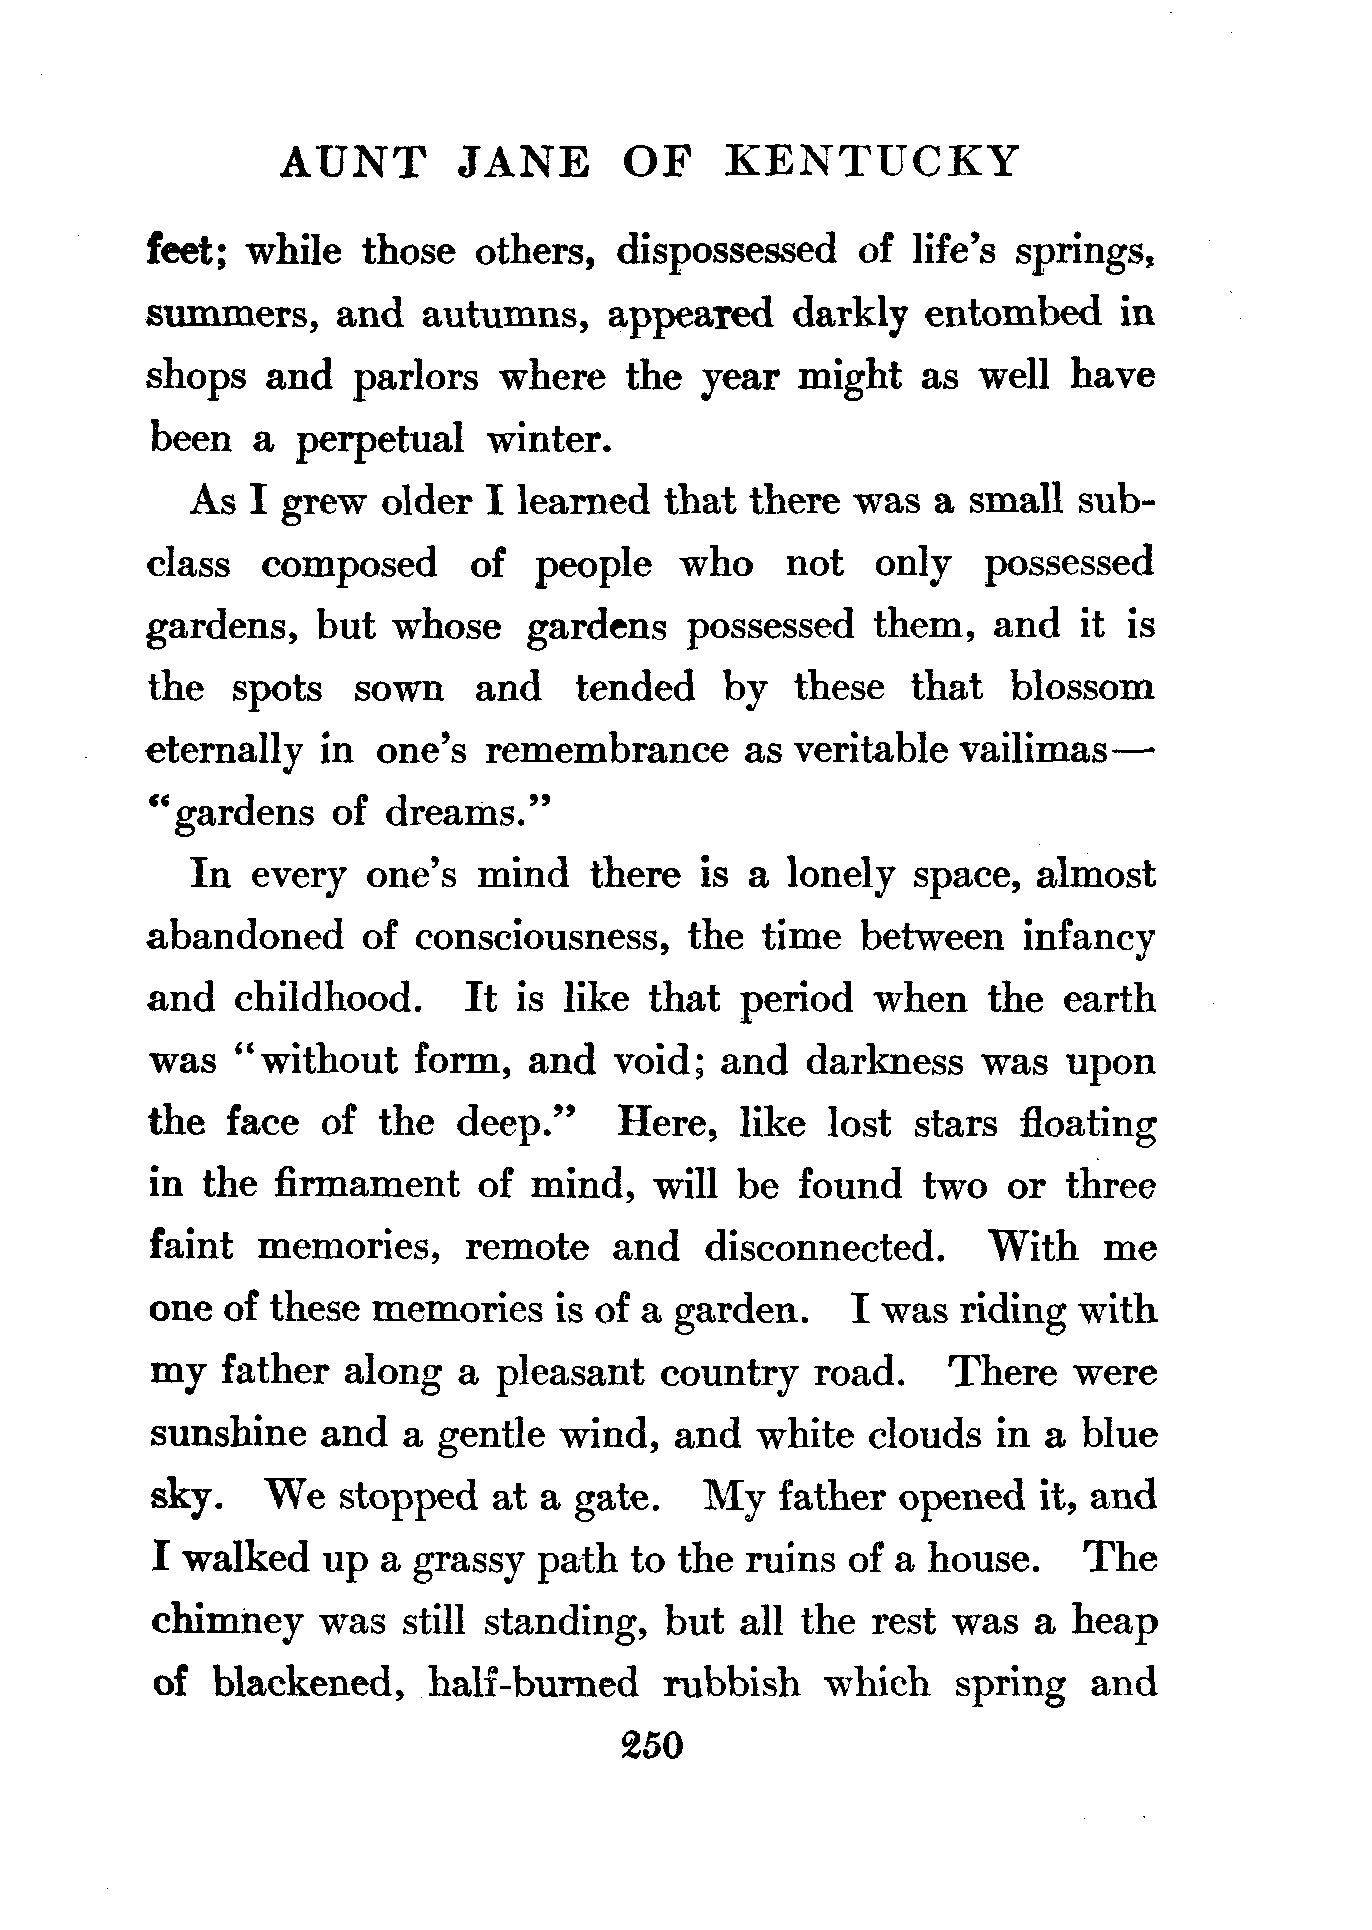 AUNT JANE OF KENTUCKY
feet; while those others, dispossessed of life's springs,
summers, and autumns, appeared darkly entombed in
shops and parlors where the year might as well have
been a perpetual winter.
As I grew older I learned that there was a small sub-
class composed of people who not only possessed
gardens, but whose gardens possessed them, and it is
the spots sown and tended by these that blossom
eternally in one's remembrance as veritable vailimas—
“gardens of dreams.”
In every one's mind there is a lonely space, almost
abandoned of consciousness, the time between infancy
and childhood. It is like that period when the earth
was “without form, and void; and darkness was upon
the face of the deep.” Here, like lost stars floating
in the firmament of mind, will be found two or three
faint memories, remote and disconnected. With me
one of these memories is of a garden. I was riding with
my father along a pleasant country road. There were
sunshine and a gentle wind, and white clouds in a blue
sky. We stopped at a gate. My father opened it, and
I walked up a grassy path to the ruins of a house. The
chimney was still standing, but all the rest was a heap
of blackened, half-burned rubbish which spring and
250